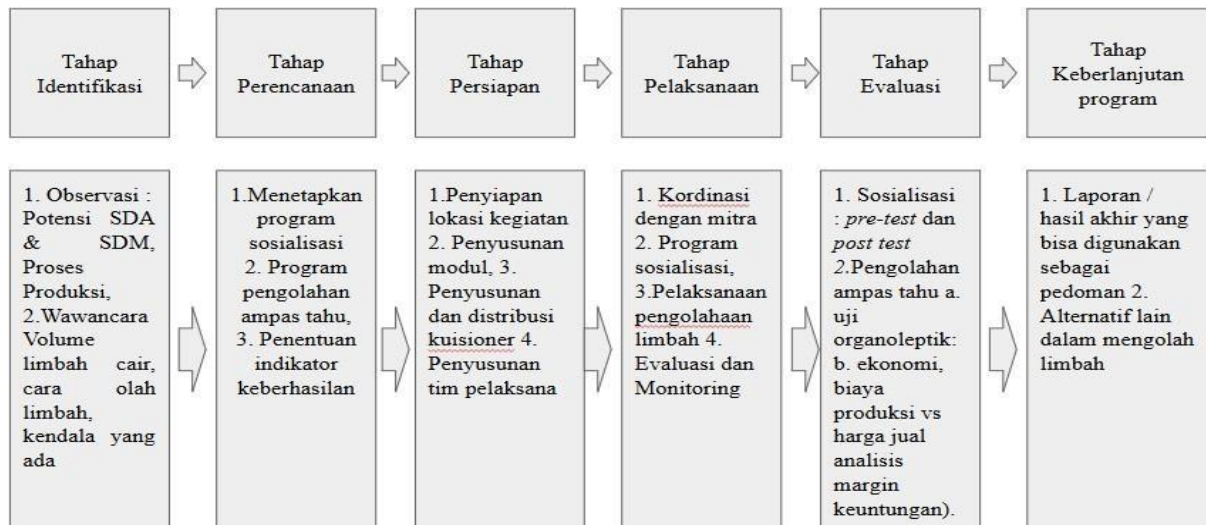 Tahap
Identifikasi
Tahap
Perencanaan
Tahap
Persiapan
Tahap
Pelaksanaan
Tahap
Evaluasi
Tahap
Keberlanjutan
program
1. Observasi :
Potensi SDA
& SDM,
Proses
Produksi,
2.Wawancara
Volume
limbah cair,
cara olah
limbah,
kendala yang
ada
1.Menetapkan
program
sosialisasi
2. Program
pengolahan
ampas tahu,
3. Penentuan
indikator
keberhasilan
1.Penyiapan
lokasi kegiatan
2. Penyusunan
modul, 3.
Penyusunan
dan distribusi
kuisioner 4.
Penyusunan
tim pelaksana
1. Kordinasi
dengan mitra
2. Program
sosialisasi,
3.Pelaksanaan
pengolahaan
limbah 4.
Evaluasi dan
Monitoring
1. Sosialisasi
: pre-test dan
post test
2.Pengolahan
ampas tahu a.
uji
organoleptik:
b. ekonomi,
biaya
produksi vs
harga jual
analisis
margin
keuntungan).
1. Laporan /
hasil akhir yang
bisa digunakan
sebagai
pedoman 2.
Alternatif lain
dalam mengolah
limbah